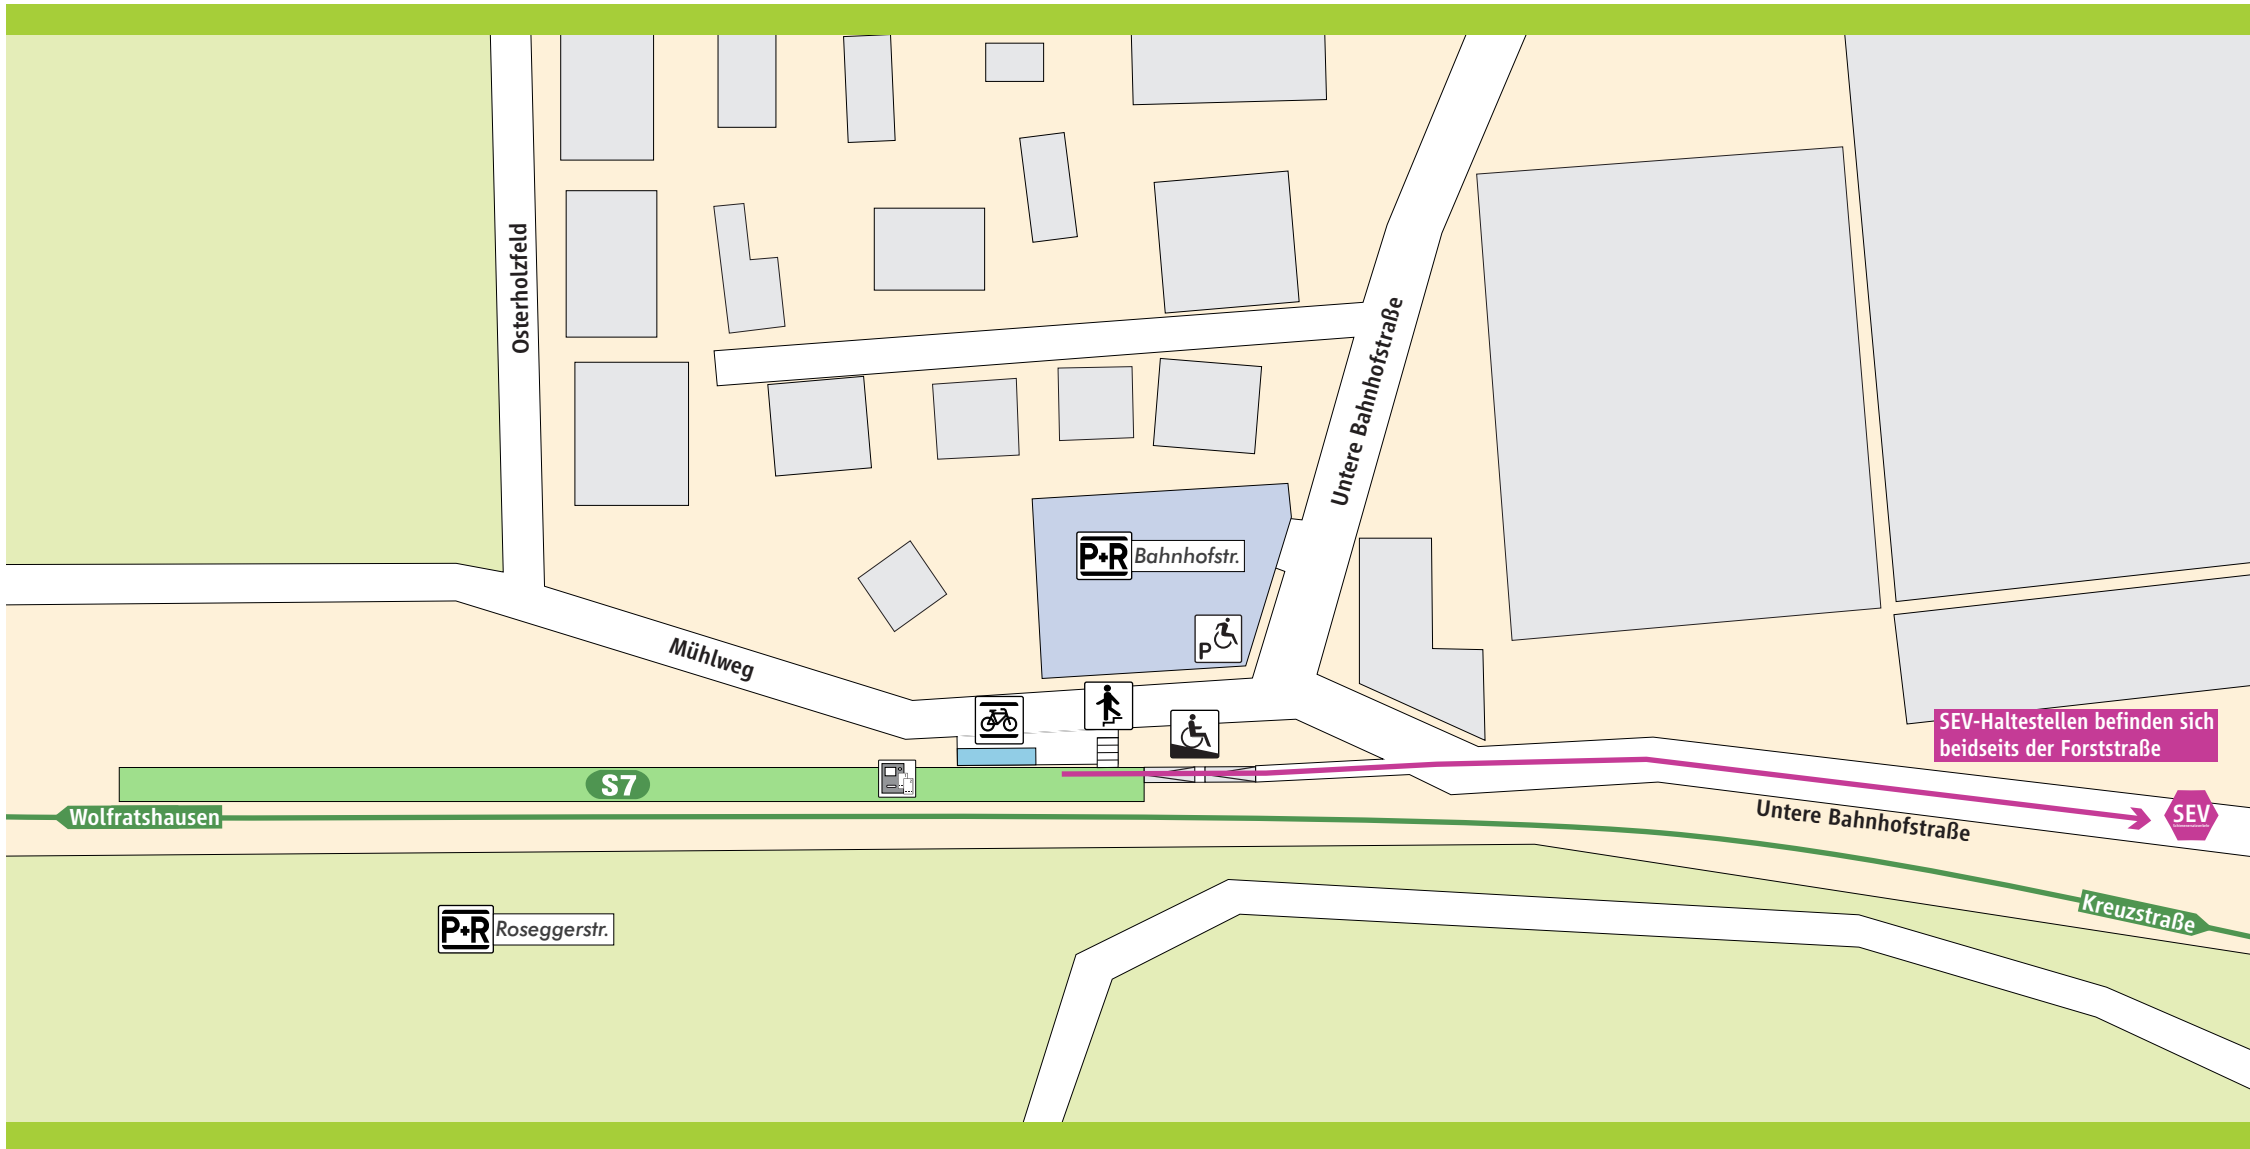 Osterholzfeld
Untere Bahnhofstraße
P+R Bahnhofstr.
P
Mühlweg
SEV-Haltestellen befinden sich
beidseits der Forststraße
S7
SEV
Wolfratshausen
Untere Bahnhofstraße
Kreuzstraße
P+R Roseggerstr.